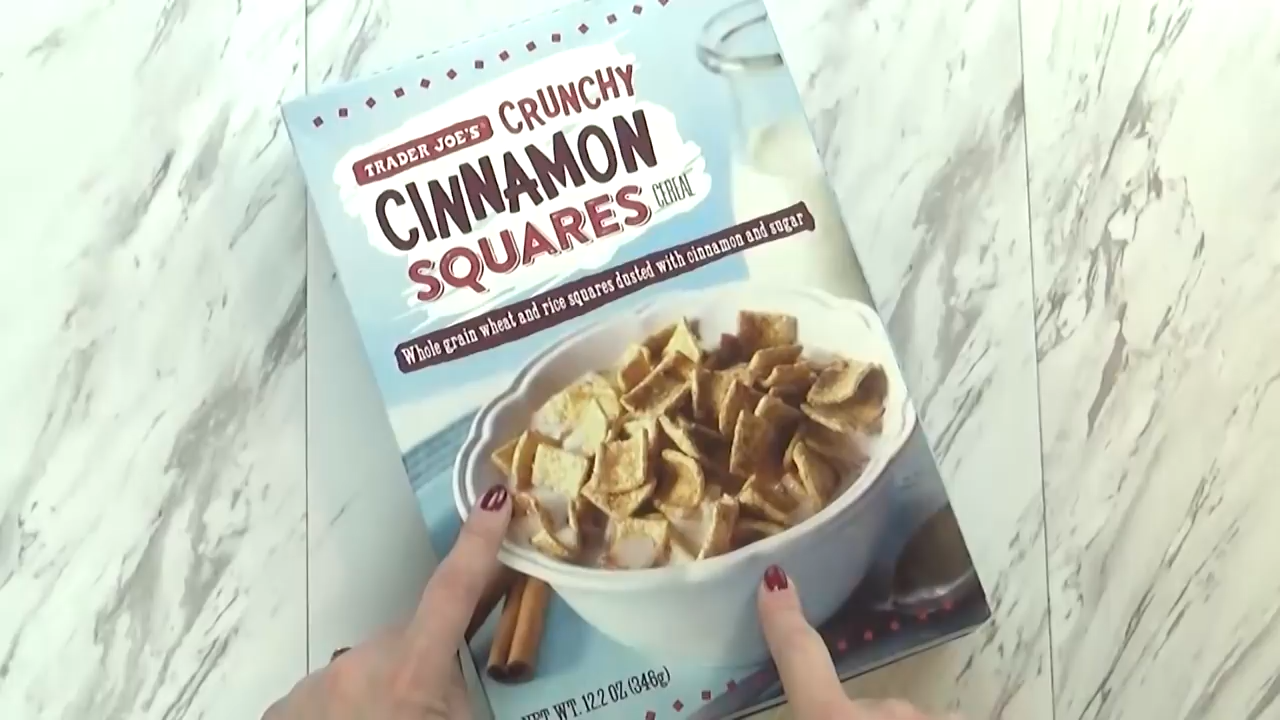 TRADER JOE'S® CRUNCHY
CINNAMON
SQUARES CEREAL
Whole grain wheat and rice squares dusted with cinnamon and sugar
NET WT. 12.2 OZ (346g)